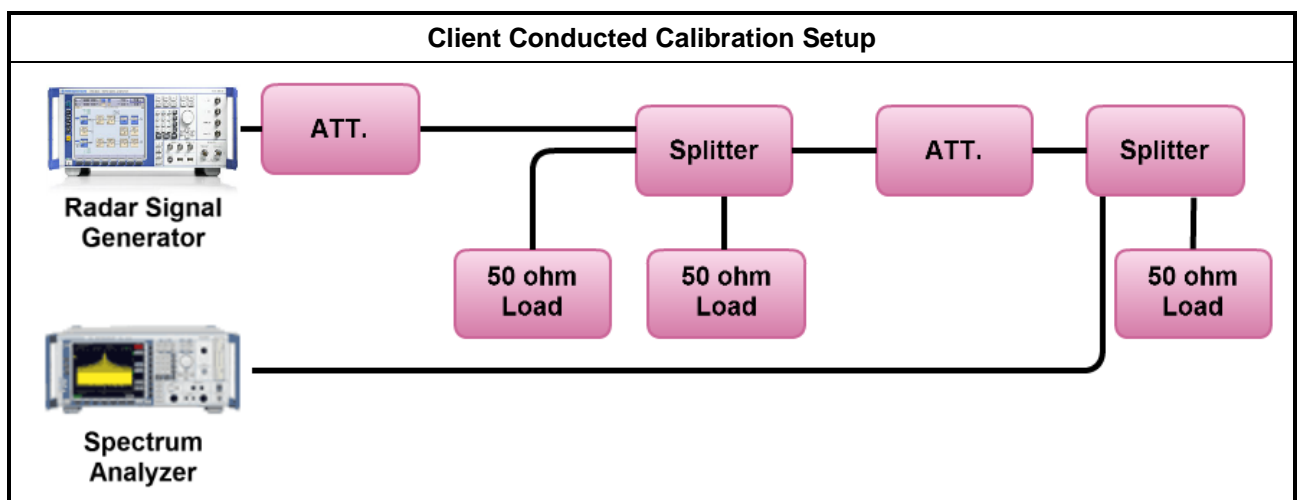 Client Conducted Calibration Setup
ATT.
Splitter
ATT.
Splitter
Radar Signal
Generator
50 ohm
Load
50 ohm
Load
50 ohm
Load
Spectrum
Analyzer